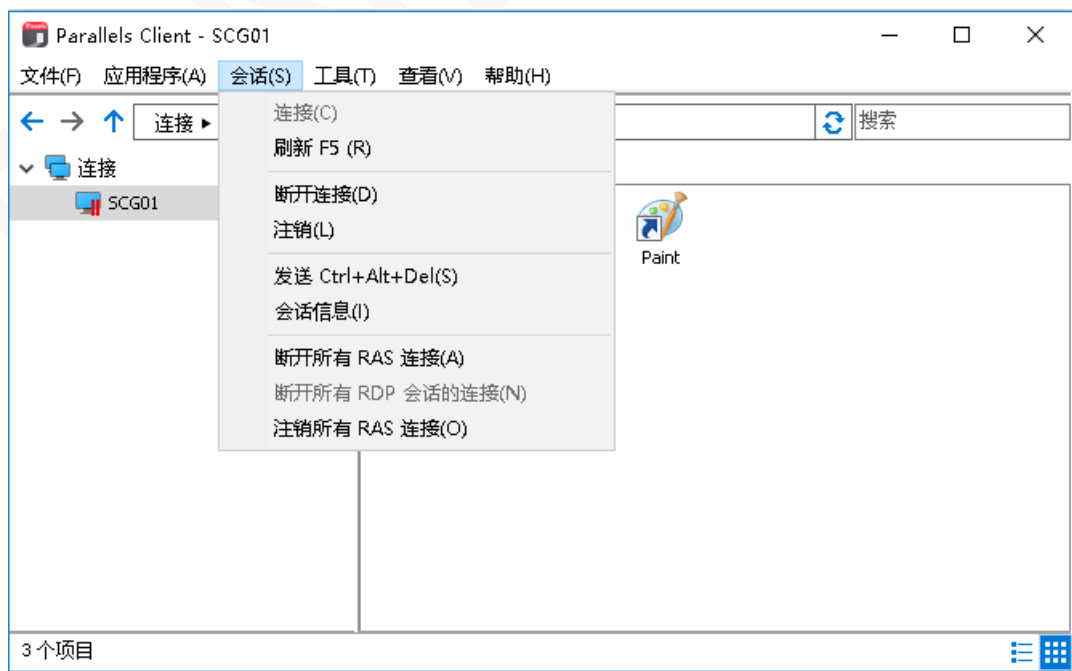 Parallels Client - SCG01
文件(F) 应用程序(A) 会话(S) 工具(T) 查看(V) 帮助(H)
连接 搜索
连接(C)
刷新 F5 (R)
断开连接(D)
注销(L)
发送 Ctrl+Alt+Del(S)
会话信息(I)
断开所有 RAS 连接(A)
断开所有 RDP 会话的连接(N)
注销所有 RAS 连接(O)
连接
SCG01
Paint
3 个项目